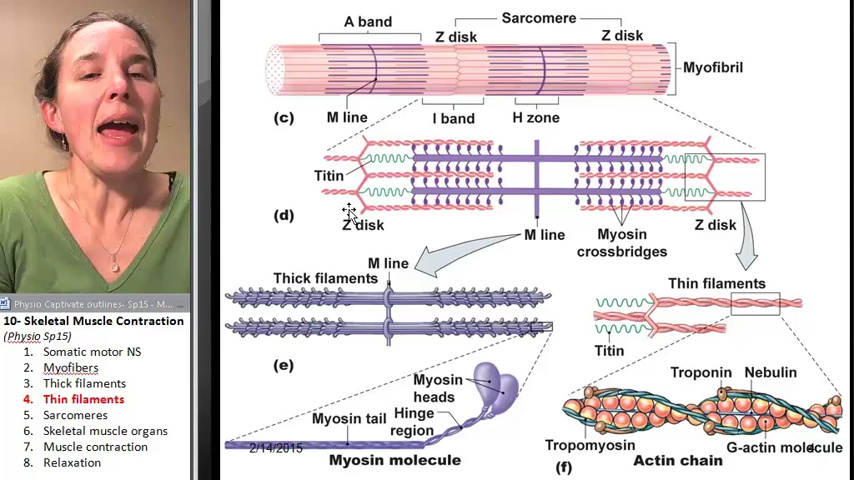 A band
Sarcomere
Z disk
Z disk
Myofibril
M line
I band
H zone
(c)
Titin
(d)
Z disk
M line
Myosin
crossbridges
Z disk
M line
Thick filaments
Thin filaments
Titin
(e)
Myosin
heads
Hinge
region
Myosin tail
2/14/2015
Myosin molecule
Troponin
Nebulin
Tropomyosin
G-actin molecule
(f)
Actin chain
4
Physio Captivate outlines- Sp15 - M...
10- Skeletal Muscle Contraction
(Physio Sp15)
1. Somatic motor NS
2. Myofibers
3. Thick filaments
4. Thin filaments
5. Sarcomeres
6. Skeletal muscle organs
7. Muscle contraction
8. Relaxation